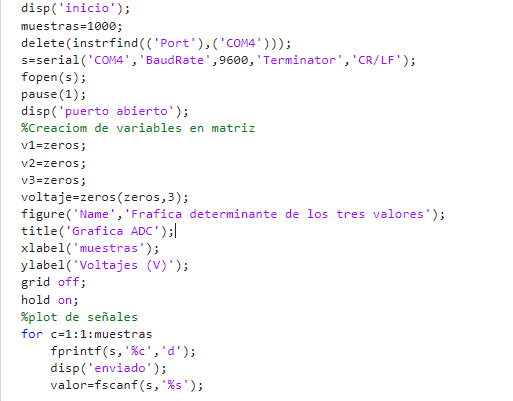 disp('inicio');
muestras=1000;
delete(instrfind(('Port'),('COM4')));
s=serial('COM4','BaudRate',9600,'Terminator','CR/LF');
fopen(s);
pause(1);
disp('puerto abierto');
%Creaciom de variables en matriz
v1=zeros;
v2=zeros;
v3=zeros;
voltaje=zeros(zeros,3);
figure('Name','Frafica determinante de los tres valores');
title('Grafica ADC');
xlabel('muestras');
ylabel('Voltajes (V)');
grid off;
hold on;
%plot de señales
for c=1:1:muestras
    fprintf(s,'%c','d');
    disp('enviado');
    valor=fscanf(s,'%s');